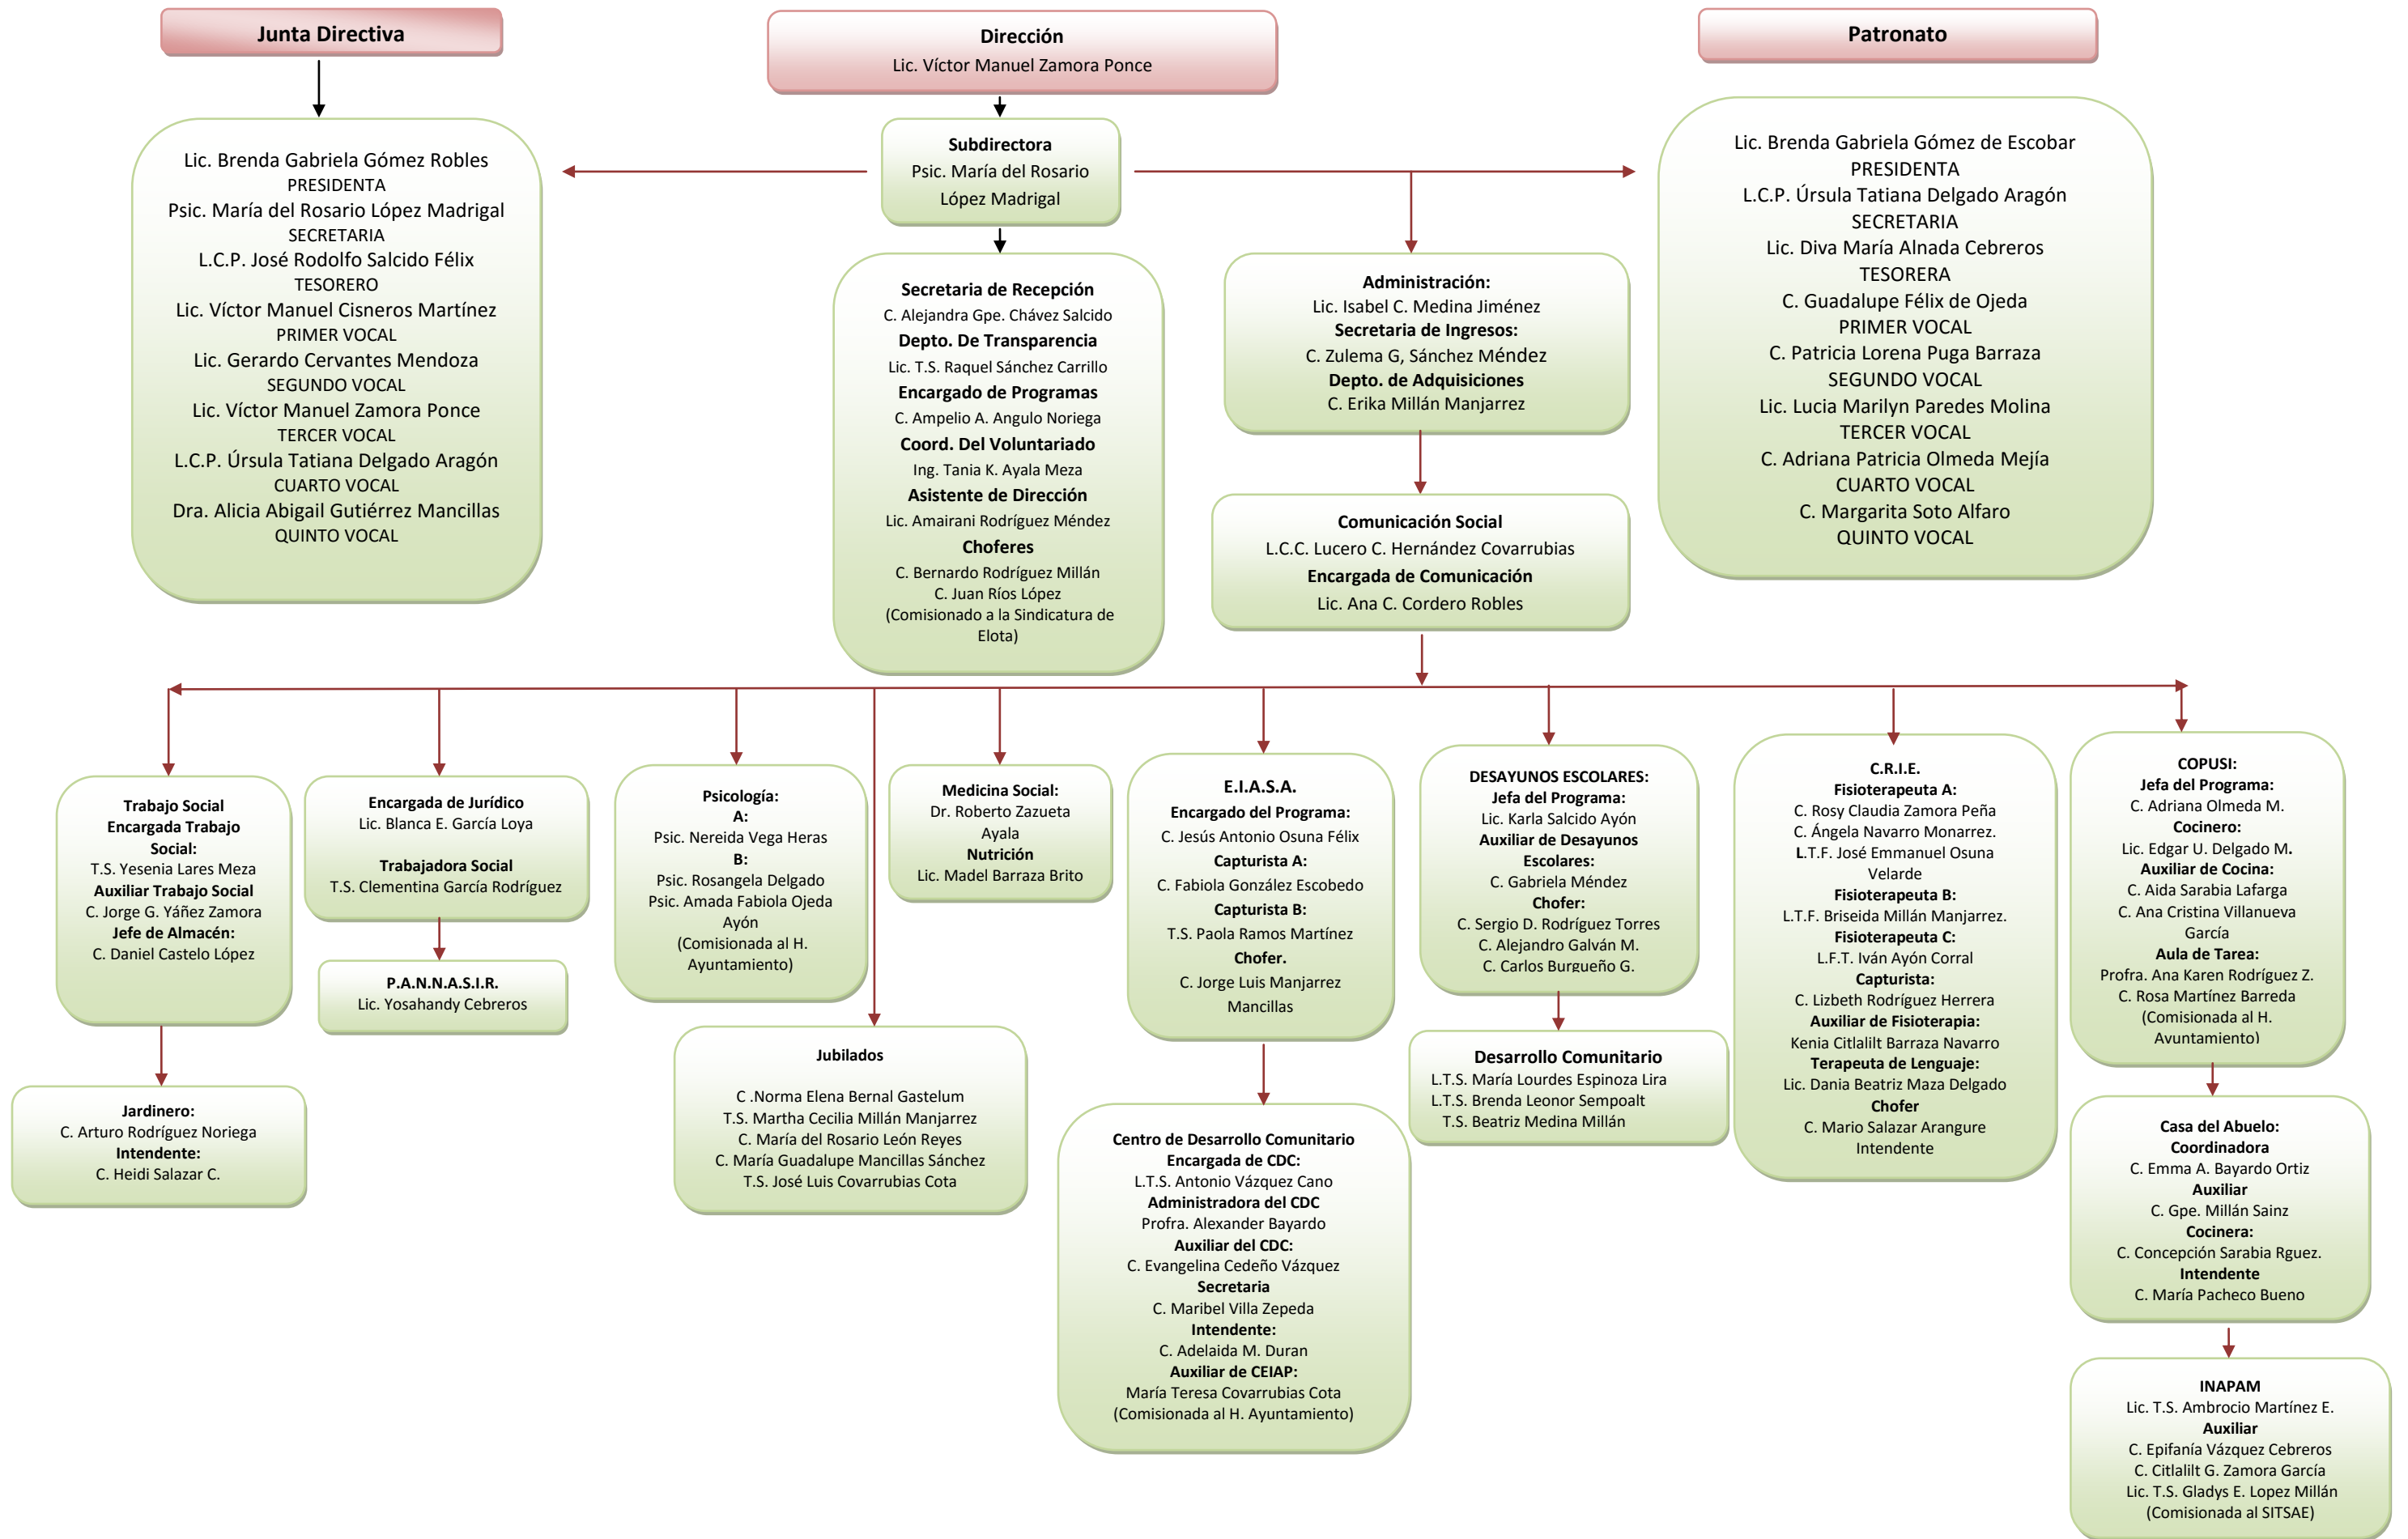 Junta Directiva
Dirección
Lic. Víctor Manuel Zamora Ponce
Patronato
Lic. Brenda Gabriela Gómez Robles
PRESIDENTA
Psic. María del Rosario López Madrigal
SECRETARIA
L.C.P. José Rodolfo Salcido Félix
TESORERO
Lic. Víctor Manuel Cisneros Martínez
PRIMER VOCAL
Lic. Gerardo Cervantes Mendoza
SEGUNDO VOCAL
Lic. Víctor Manuel Zamora Ponce
TERCER VOCAL
L.C.P. Úrsula Tatiana Delgado Aragón
CUARTO VOCAL
Dra. Alicia Abigail Gutiérrez Mancillas
QUINTO VOCAL
Subdirectora
Psic. María del Rosario
López Madrigal
Secretaria de Recepción
C. Alejandra Gpe. Chávez Salcido
Depto. De Transparencia
Lic. T.S. Raquel Sánchez Carrillo
Encargado de Programas
C. Ampelio A. Angulo Noriega
Coord. Del Voluntariado
Ing. Tania K. Ayala Meza
Asistente de Dirección
Lic. Amairani Rodríguez Méndez
Choferes
C. Bernardo Rodríguez Millán
C. Juan Ríos López
(Comisionado a la Sindicatura de
Elota)
Administración:
Lic. Isabel C. Medina Jiménez
Secretaria de Ingresos:
C. Zulema G, Sánchez Méndez
Depto. de Adquisiciones
C. Erika Millán Manjarrez
Comunicación Social
L.C.C. Lucero C. Hernández Covarrubias
Encargada de Comunicación
Lic. Ana C. Cordero Robles
Lic. Brenda Gabriela Gómez de Escobar
PRESIDENTA
L.C.P. Úrsula Tatiana Delgado Aragón
SECRETARIA
Lic. Diva María Alnada Cebreros
TESORERA
C. Guadalupe Félix de Ojeda
PRIMER VOCAL
C. Patricia Lorena Puga Barraza
SEGUNDO VOCAL
Lic. Lucia Marilyn Paredes Molina
TERCER VOCAL
C. Adriana Patricia Olmeda Mejía
CUARTO VOCAL
C. Margarita Soto Alfaro
QUINTO VOCAL
Trabajo Social
Encargada Trabajo
Social:
T.S. Yesenia Lares Meza
Auxiliar Trabajo Social
C. Jorge G. Yáñez Zamora
Jefe de Almacén:
C. Daniel Castelo López
Jardinero:
C. Arturo Rodríguez Noriega
Intendente:
C. Heidi Salazar C.
Encargada de Jurídico
Lic. Blanca E. García Loya
Trabajadora Social
T.S. Clementina García Rodríguez
P.A.N.N.A.S.I.R.
Lic. Yosahandy Cebreros
Psicología:
A:
Psic. Nereida Vega Heras
B:
Psic. Rosangela Delgado
Psic. Amada Fabiola Ojeda
Ayón
(Comisionada al H.
Ayuntamiento)
Jubilados
C .Norma Elena Bernal Gastelum
T.S. Martha Cecilia Millán Manjarrez
C. María del Rosario León Reyes
C. María Guadalupe Mancillas Sánchez
T.S. José Luis Covarrubias Cota
Medicina Social:
Dr. Roberto Zazueta
Ayala
Nutrición
Lic. Madel Barraza Brito
E.I.A.S.A.
Encargado del Programa:
C. Jesús Antonio Osuna Félix
Capturista A:
C. Fabiola González Escobedo
Capturista B:
T.S. Paola Ramos Martínez
Chofer.
C. Jorge Luis Manjarrez
Mancillas
Centro de Desarrollo Comunitario
Encargada de CDC:
L.T.S. Antonio Vázquez Cano
Administradora del CDC
Profra. Alexander Bayardo
Auxiliar del CDC:
C. Evangelina Cedeño Vázquez
Secretaria
C. Maribel Villa Zepeda
Intendente:
C. Adelaida M. Duran
Auxiliar de CEIAP:
María Teresa Covarrubias Cota
(Comisionada al H. Ayuntamiento)
DESAYUNOS ESCOLARES:
Jefa del Programa:
Lic. Karla Salcido Ayón
Auxiliar de Desayunos
Escolares:
C. Gabriela Méndez
Chofer:
C. Sergio D. Rodríguez Torres
C. Alejandro Galván M.
C. Carlos Burgueño G.
Desarrollo Comunitario
L.T.S. María Lourdes Espinoza Lira
L.T.S. Brenda Leonor Sempoalt
T.S. Beatriz Medina Millán
C.R.I.E.
Fisioterapeuta A:
C. Rosy Claudia Zamora Peña
C. Ángela Navarro Monarrez.
L.T.F. José Emmanuel Osuna
Velarde
Fisioterapeuta B:
L.T.F. Briseida Millán Manjarrez.
Fisioterapeuta C:
L.F.T. Iván Ayón Corral
Capturista:
C. Lizbeth Rodríguez Herrera
Auxiliar de Fisioterapia:
Kenia Citlalilt Barraza Navarro
Terapeuta de Lenguaje:
Lic. Dania Beatriz Maza Delgado
Chofer
C. Mario Salazar Arangure
Intendente
COPUSI:
Jefa del Programa:
C. Adriana Olmeda M.
Cocinero:
Lic. Edgar U. Delgado M.
Auxiliar de Cocina:
C. Aida Sarabia Lafarga
C. Ana Cristina Villanueva
García
Aula de Tarea:
Profra. Ana Karen Rodríguez Z.
C. Rosa Martínez Barreda
(Comisionada al H.
Ayuntamiento)
Casa del Abuelo:
Coordinadora
C. Emma A. Bayardo Ortiz
Auxiliar
C. Gpe. Millán Sainz
Cocinera:
C. Concepción Sarabia Rguez.
Intendente
C. María Pacheco Bueno
INAPAM
Lic. T.S. Ambrocio Martínez E.
Auxiliar
C. Epifanía Vázquez Cebreros
C. Citlalilt G. Zamora García
Lic. T.S. Gladys E. Lopez Millán
(Comisionada al SITSAE)